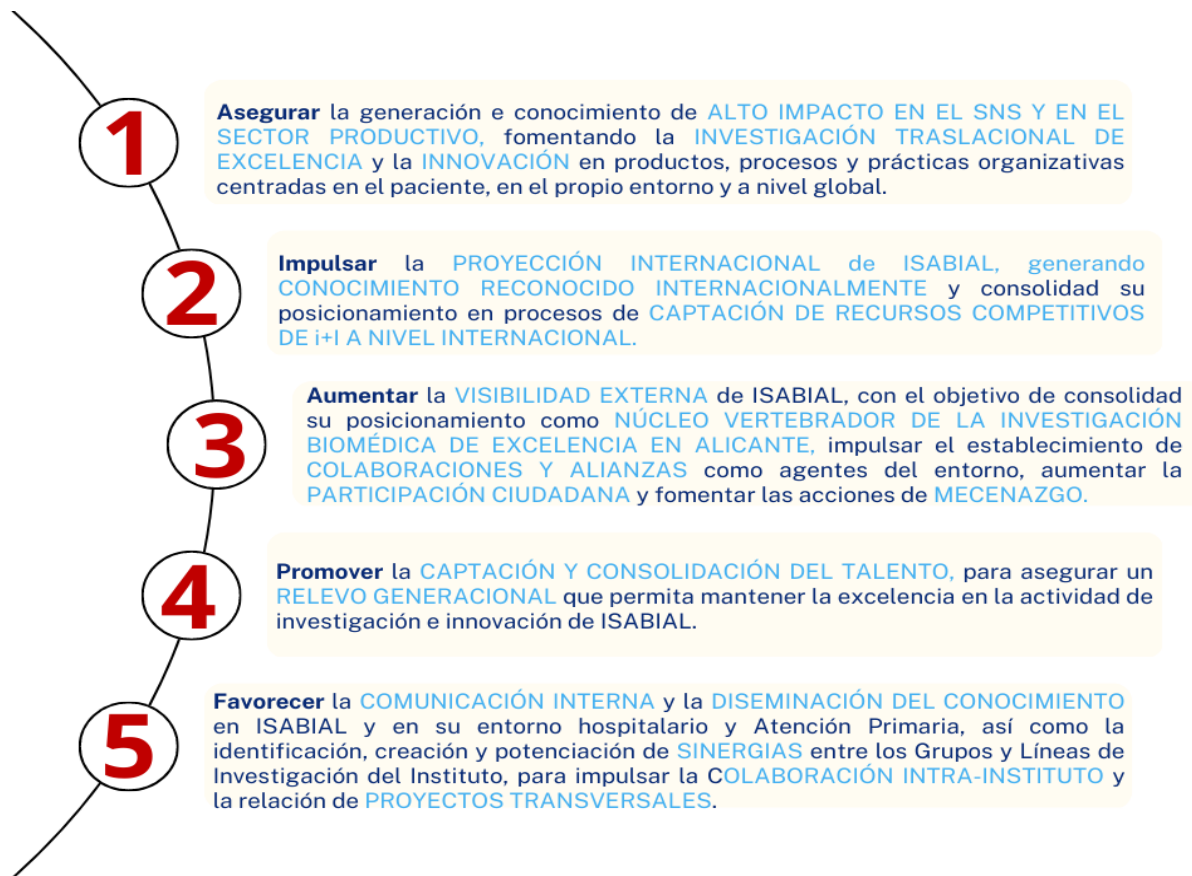 1
Asegurar la generación e conocimiento de ALTO IMPACTO EN EL SNS Y EN EL
SECTOR PRODUCTIVO, fomentando la INVESTIGACIÓN TRASLACIONAL DE
EXCELENCIA y la INNOVACIÓN en productos, procesos y prácticas organizativas
centradas en el paciente, en el propio entorno y a nivel global.
2
Impulsar la PROYECCIÓN INTERNACIONAL de ISABIAL, generando
CONOCIMIENTO RECONOCIDO INTERNACIONALMENTE y consolidad su
posicionamiento en procesos de CAPTACIÓN DE RECURSOS COMPETITIVOS
DE i+I A NIVEL INTERNACIONAL.
3
Aumentar la VISIBILIDAD EXTERNA de ISABIAL, con el objetivo de consolidad
su posicionamiento como NÚCLEO VERTEBRADOR DE LA INVESTIGACIÓN
BIOMÉDICA DE EXCELENCIA EN ALICANTE, impulsar el establecimiento de
COLABORACIONES Y ALIANZAS como agentes del entorno, aumentar la
PARTICIPACIÓN CIUDADANA y fomentar las acciones de MECENAZGO.
4
Promover la CAPTACIÓN Y CONSOLIDACIÓN DEL TALENTO, para asegurar un
RELEVO GENERACIONAL que permita mantener la excelencia en la actividad de
investigación e innovación de ISABIAL.
5
Favorecer la COMUNICACIÓN INTERNA y la DISEMINACIÓN DEL CONOCIMIENTO
en ISABIAL y en su entorno hospitalario y Atención Primaria, así como la
identificación, creación y potenciación de SINERGIAS entre los Grupos y Líneas de
Investigación del Instituto, para impulsar la COLABORACIÓN INTRA-INSTITUTO y
la relación de PROYECTOS TRANSVERSALES.